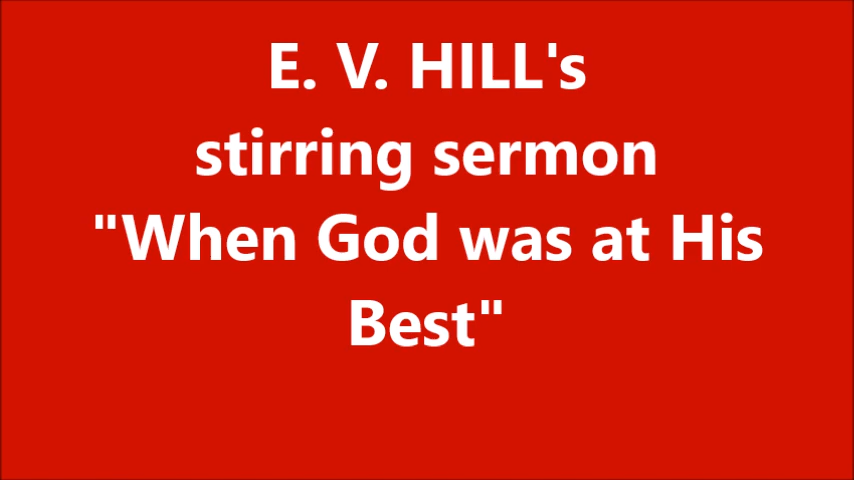 E. V. HILL's
stirring sermon
"When God was at His
Best"